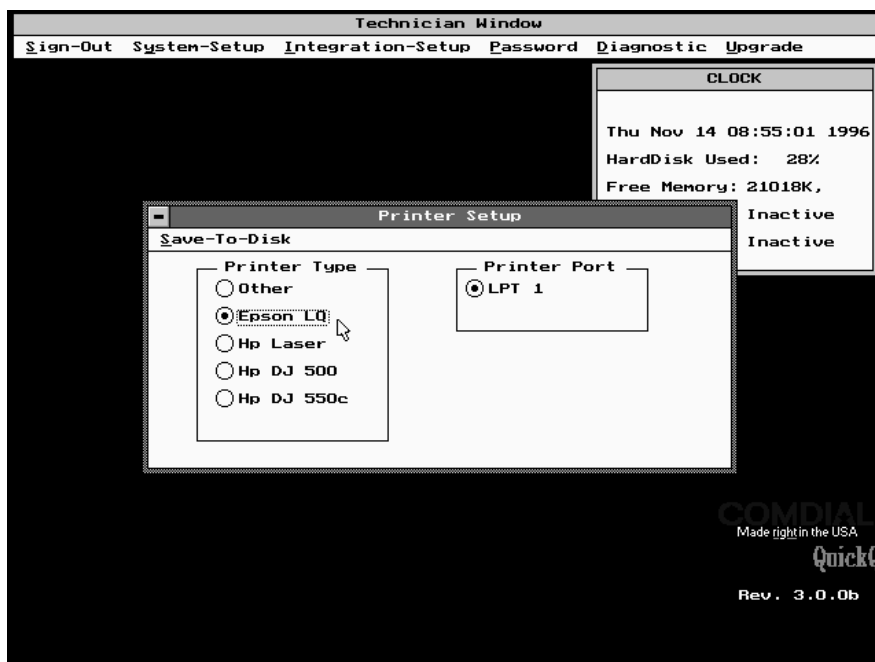 Technician Window
Sign-Out System-Setup Integration-Setup Password Diagnostic Upgrade
CLOCK
Thu Nov 14 08:55:01 1996
HardDisk Used: 28%
Free Memory: 21018K,
Inactive
Inactive
Printer Setup
Save-To-Disk
Printer Type
Other
Epson LQ
Hp Laser
Hp DJ 500
Hp DJ 550c
Printer Port
LPT 1
COMDIAL
Made right in the USA
QuickQ
Rev. 3.0.0b